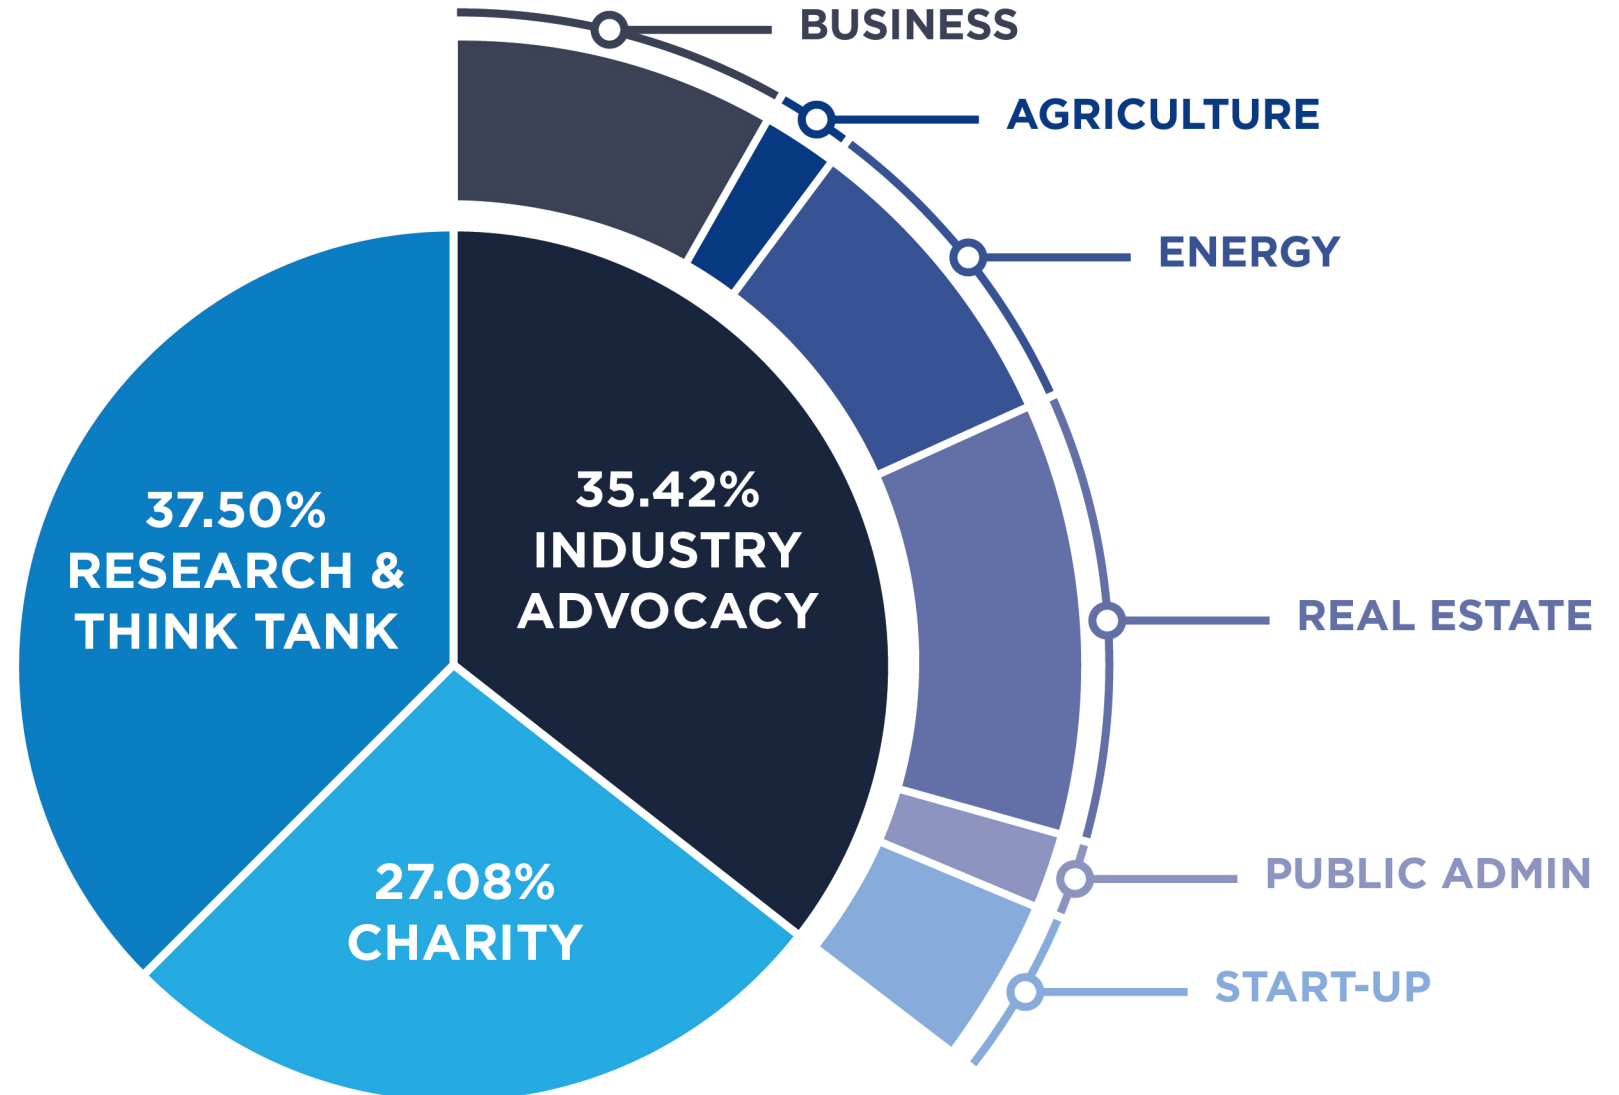 BUSINESS
AGRICULTURE
ENERGY
37.50%
RESEARCH &
THINK TANK
35.42%
INDUSTRY
ADVOCACY
REAL ESTATE
27.08%
CHARITY
PUBLIC ADMIN
START-UP